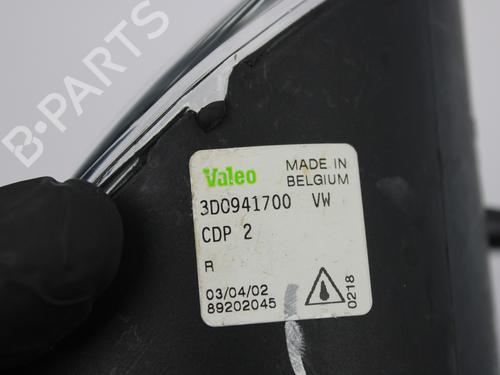 B-PARTS
Valeo MADE IN
BELGIUM
3D0941700 VW
CDP 2
R
03/04/02
89202045
0218